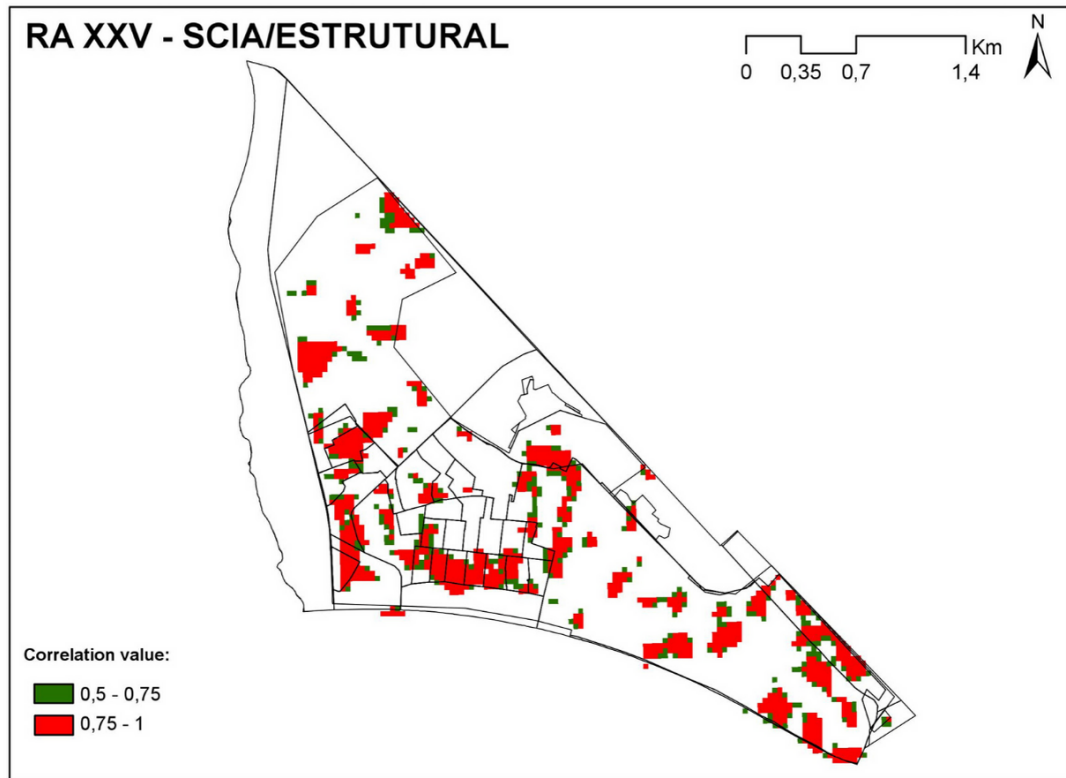 RA XXV - SCIA/ESTRUTURAL
N
Km
0 0,35 0,7 1,4
Correlation value:
0,5 - 0,75
0,75 - 1